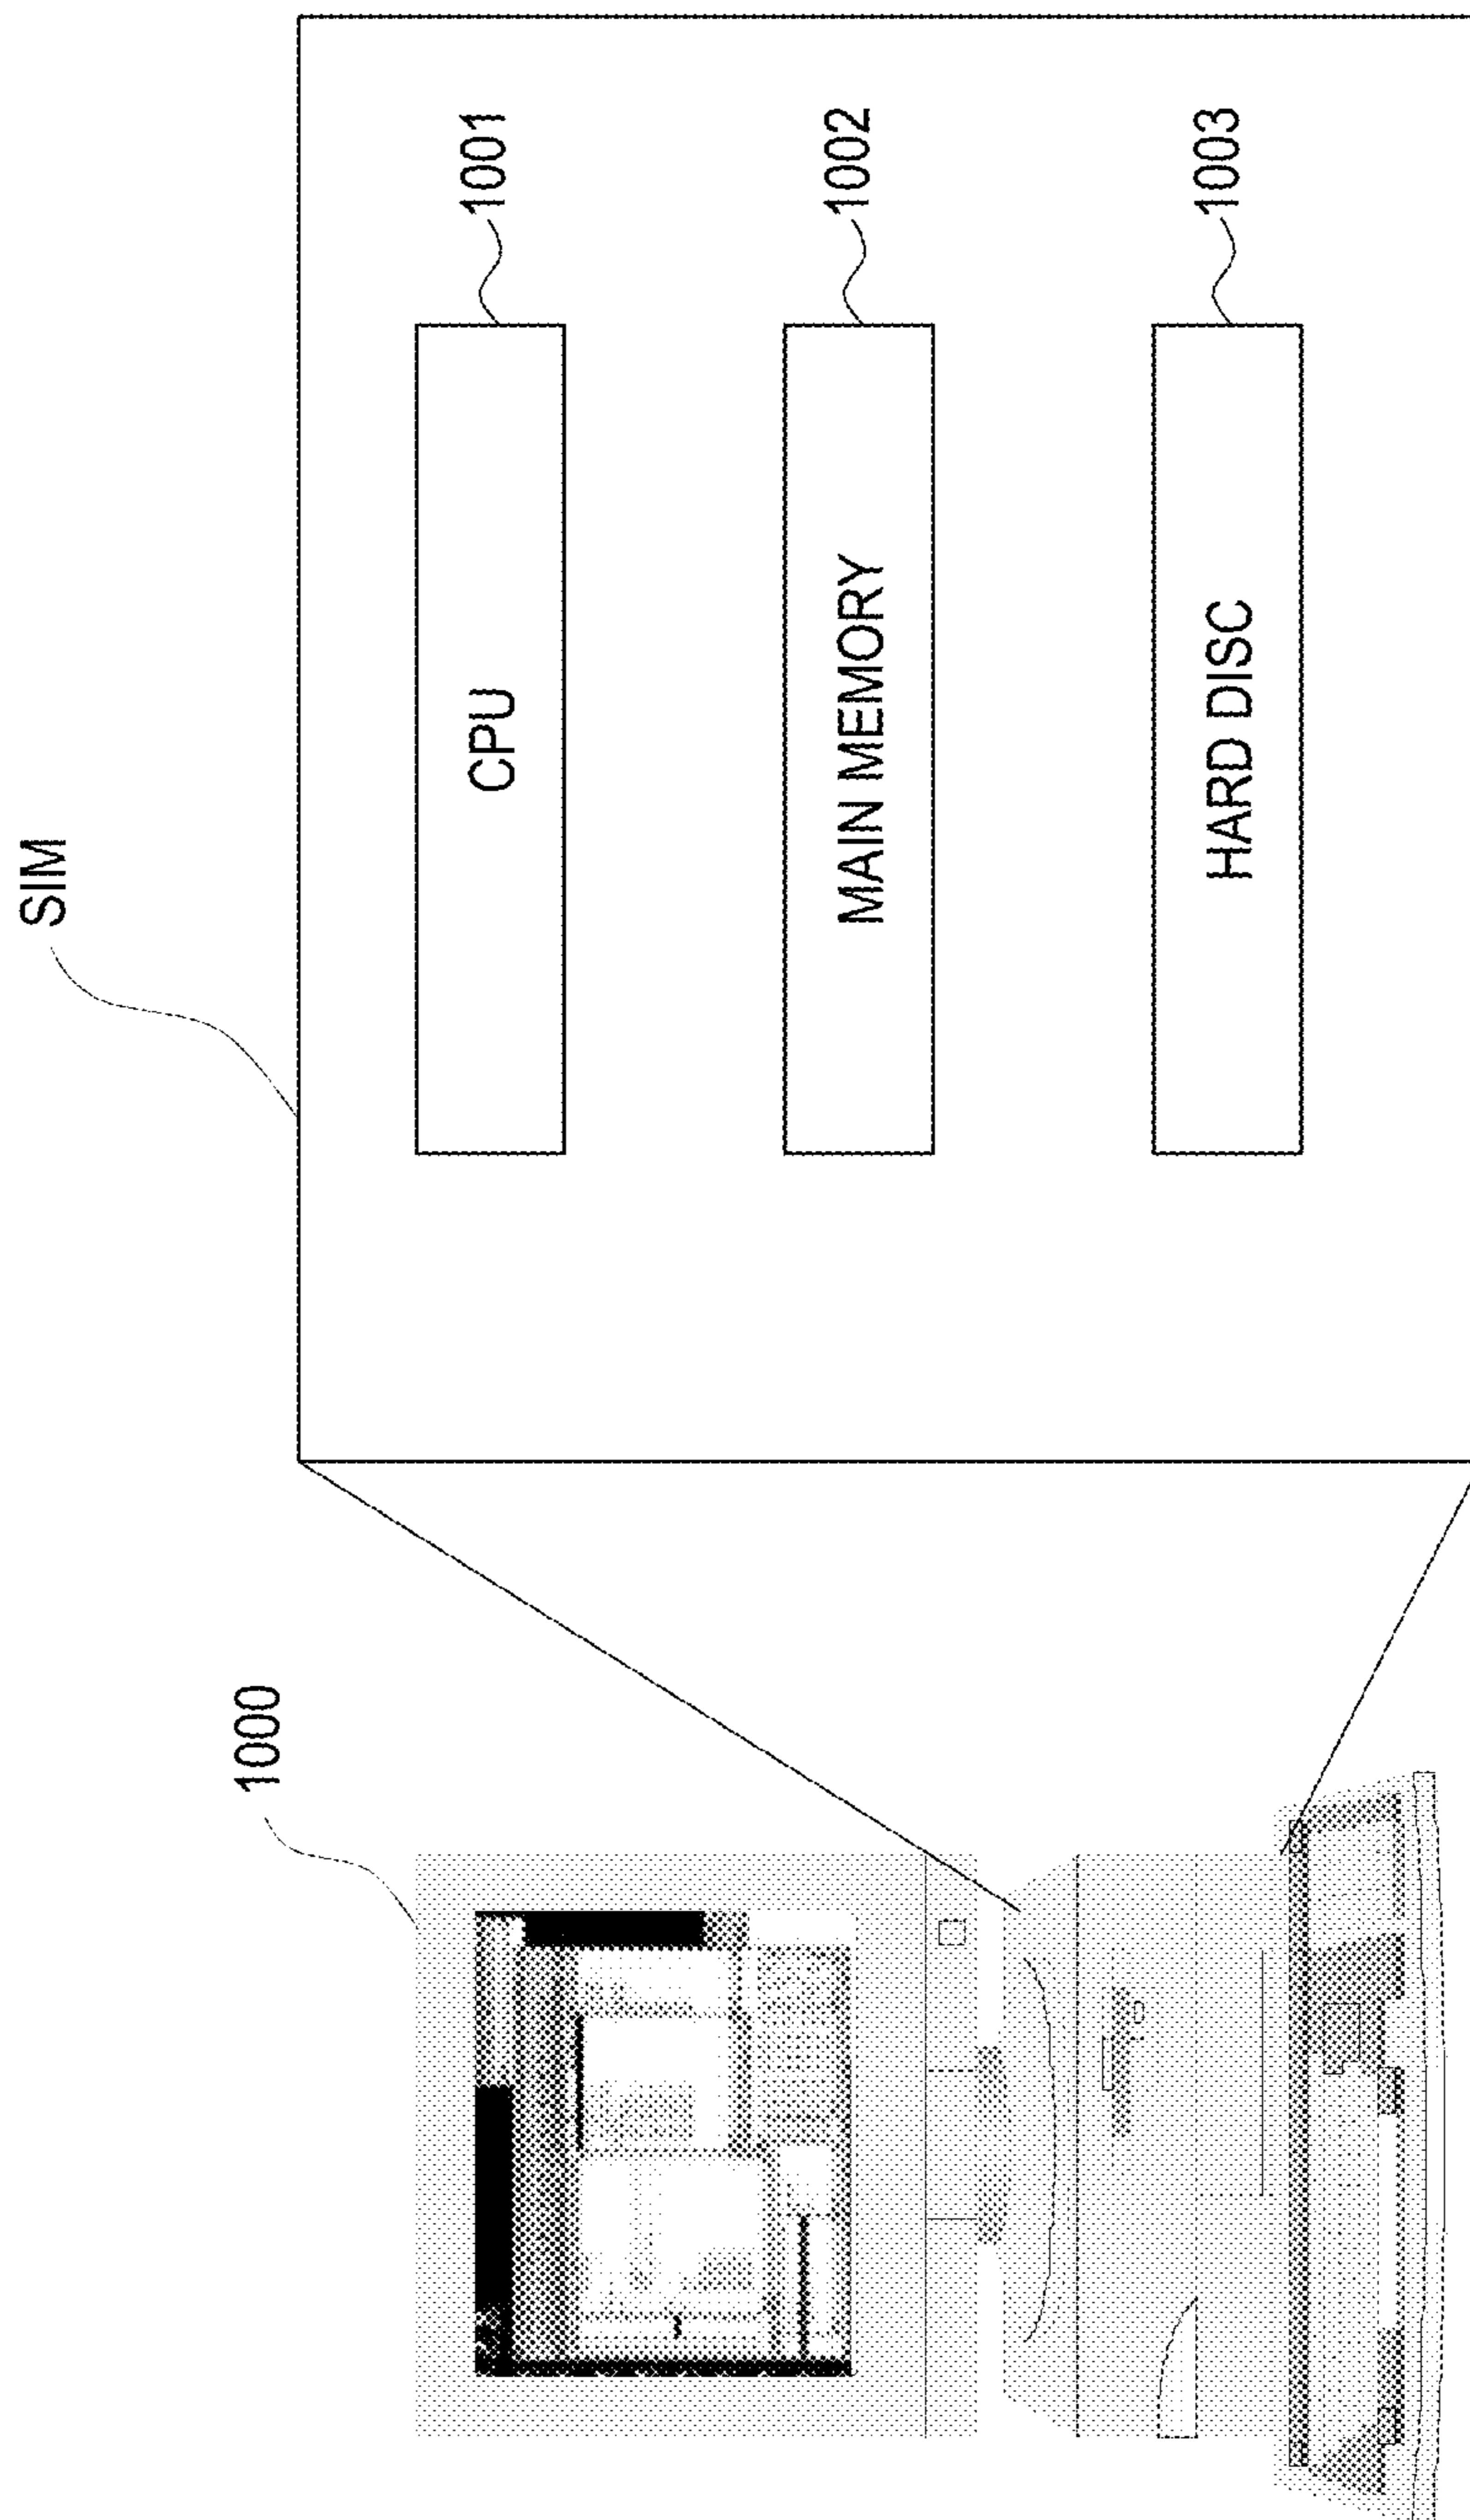 SIM
1000
CPU
1001
MAIN MEMORY
1002
HARD DISC
1003